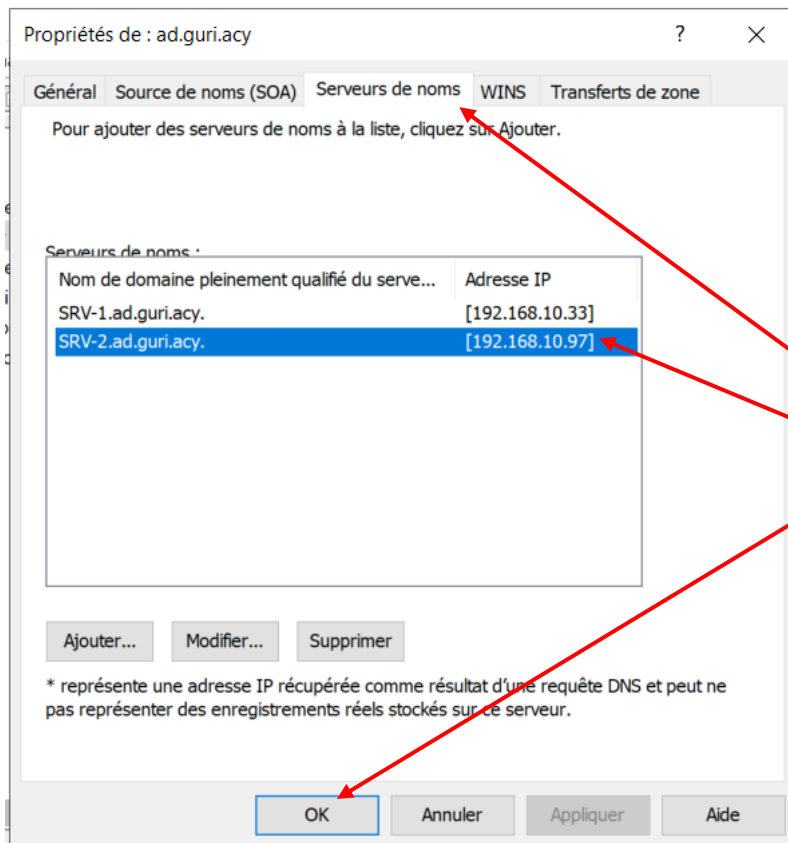 Propriétés de : ad.guri.acy ?
Général Source de noms (SOA) Serveurs de noms WINS Transferts de zone
Pour ajouter des serveurs de noms à la liste, cliquez sur Ajouter.
Serveurs de noms :
Nom de domaine pleinement qualifié du serve... Adresse IP
SRV-1.ad.guri.acy. [192.168.10.33]
SRV-2.ad.guri.acy. [192.168.10.97]
Ajouter... Modifier... Supprimer
* représente une adresse IP récupérée comme résultat d'une requête DNS et peut ne
pas représenter des enregistrements réels stockés sur ce serveur.
OK Annuler Appliquer Aide